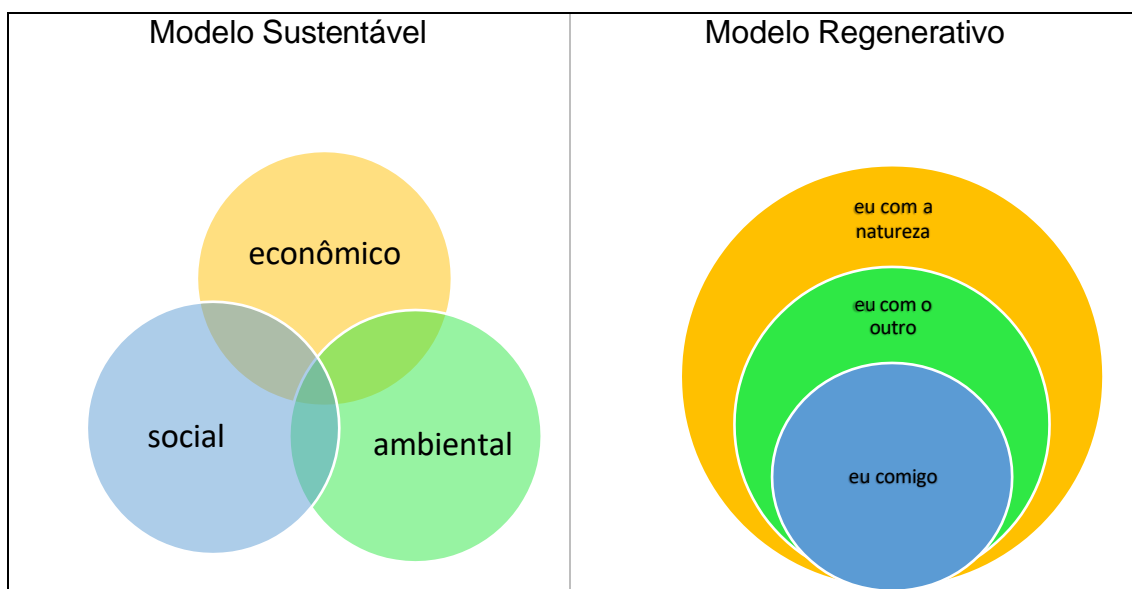 Modelo Sustentável
Modelo Regenerativo
econômico
social
ambiental
eu com a
natureza
eu com o
outro
eu comigo